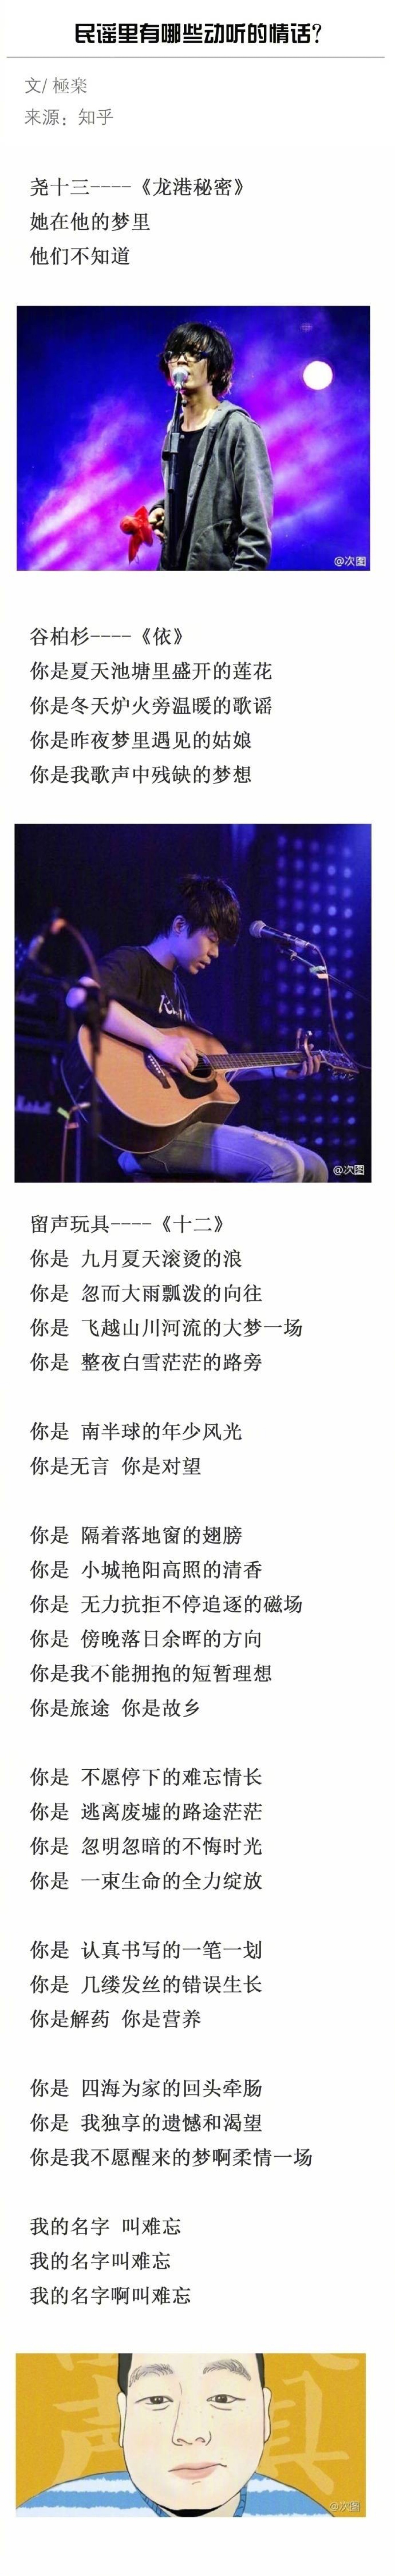 民谣里有哪些动听的情话?
文/ 極楽
来源：知乎
尧十三----《龙港秘密》
她在他的梦里
他们不知道
@次图
谷柏杉----《依》
你是夏天池塘里盛开的莲花
你是冬天炉火旁温暖的歌谣
你是昨夜梦里遇见的姑娘
你是我歌声中残缺的梦想
@次图
留声玩具----《十二》
你是 九月夏天滚烫的浪
你是 忽而大雨瓢泼的向往
你是 飞越山川河流的大梦一场
你是 整夜白雪茫茫的路旁
你是 南半球的年少风光
你是无言 你是对望
你是 隔着落地窗的翅膀
你是 小城艳阳高照的清香
你是 无力抗拒不停追逐的磁场
你是 傍晚落日余晖的方向
你是我不能拥抱的短暂理想
你是旅途 你是故乡
你是 不愿停下的难忘情长
你是 逃离废墟的路途茫茫
你是 忽明忽暗的不悔时光
你是 一束生命的全力绽放
你是 认真书写的一笔一划
你是 几缕发丝的错误生长
你是解药 你是营养
你是 四海为家的回头牵肠
你是 我独享的遗憾和渴望
你是我不愿醒来的梦啊柔情一场
我的名字 叫难忘
我的名字叫难忘
我的名字啊叫难忘
声 具
@次图